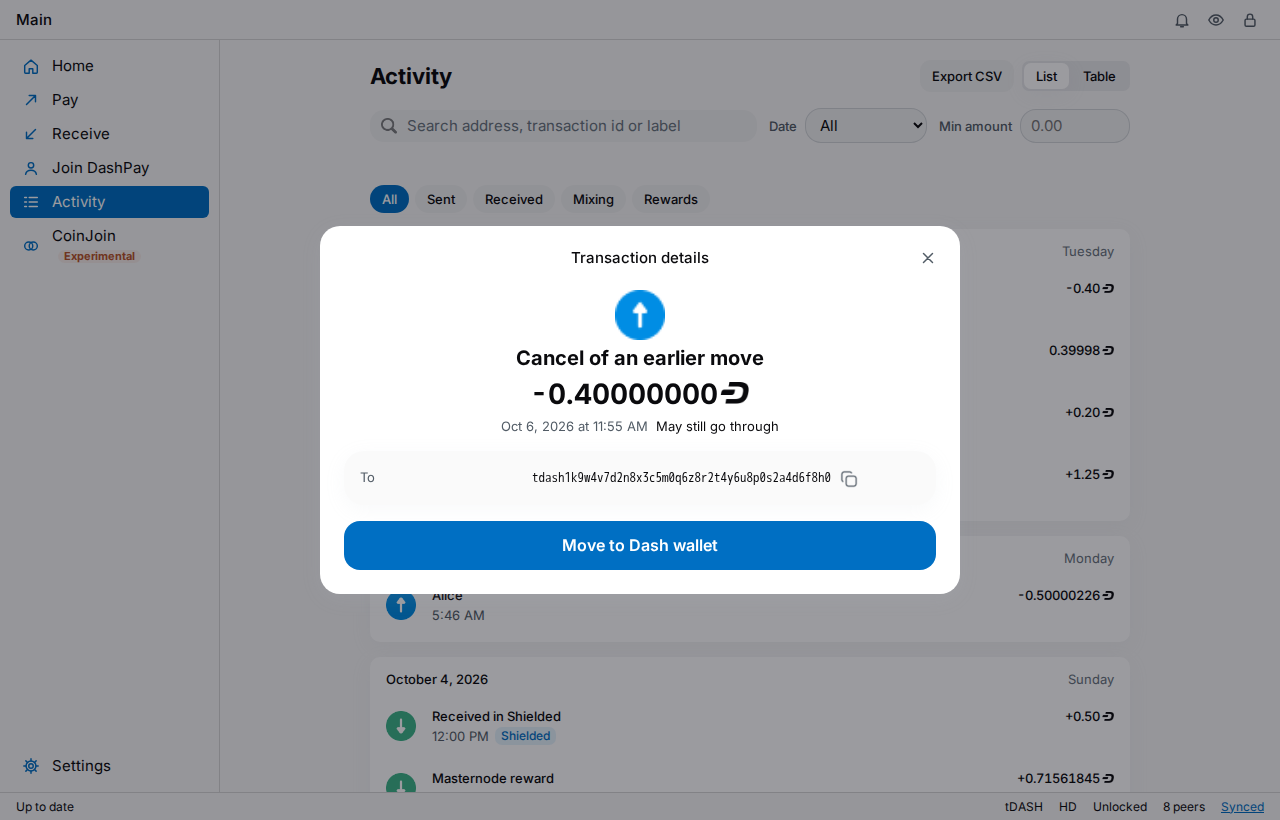 Main
Home
Pay
Receive
Join DashPay
Activity
CoinJoin
Experimental
Settings
Activity
Export CSV
List
Table
Search address, transaction id or label
Date
All
Min amount
0.00
All
Sent
Received
Mixing
Rewards
Tuesday
-0.40
0.39998
+0.20
+1.25
Transaction details
Cancel of an earlier move
-0.40000000
Oct 6, 2026 at 11:55 AM May still go through
To
tdash1k9w4v7d2n8x3c5m0q6z8r2t4y6u8p0s2a4d6f8h0
Move to Dash wallet
Monday
Alice
-0.50000226
5:46 AM
October 4, 2026
Sunday
Received in Shielded
+0.50
12:00 PM Shielded
Masternode reward
+0.71561845
Up to date
tDASH
HD
Unlocked
8 peers
Synced